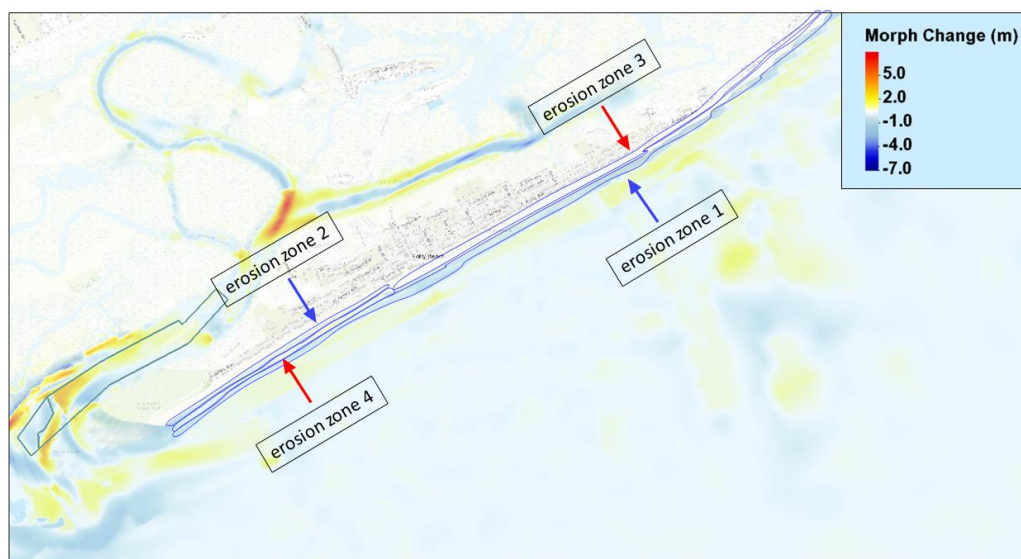 Morph Change (m)
5.0
2.0
-1.0
-4.0
-7.0
erosion zone 3
erosion zone 2
erosion zone 1
Folly Beach
erosion zone 4